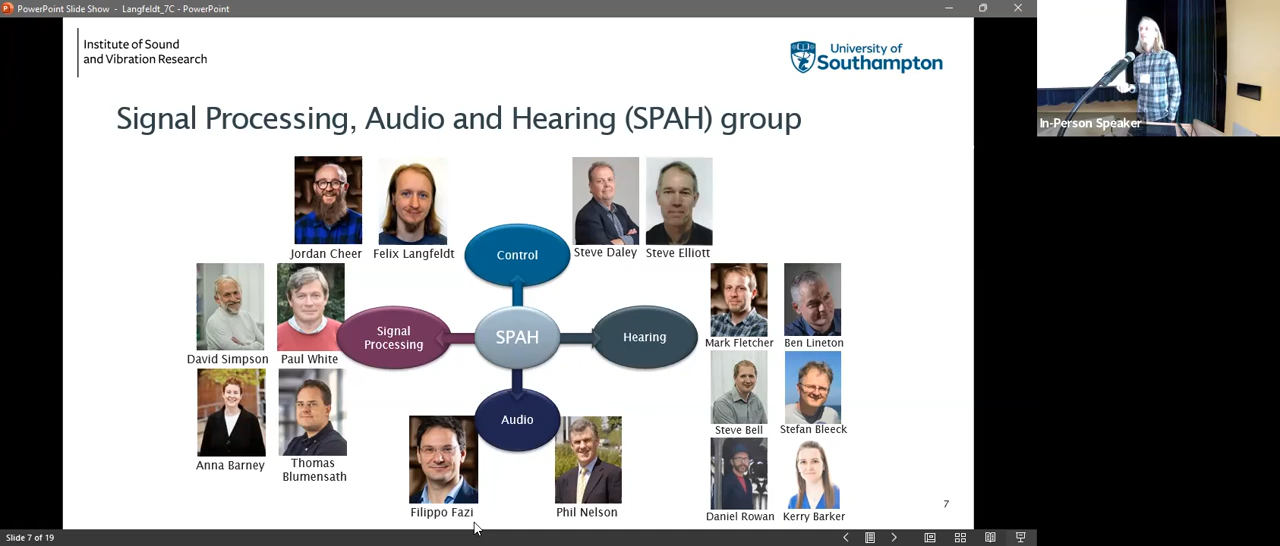 PowerPoint Slide Show - Langfeldt_7C - PowerPoint
Institute of Sound
and Vibration Research
University of
Southampton
In-Person Speaker
Signal Processing, Audio and Hearing (SPAH) group
Jordan Cheer
Felix Langfeldt
Control
Steve Daley
Steve Elliott
David Simpson
Paul White
Signal
Processing
SPAH
Hearing
Mark Fletcher
Ben Lineton
Anna Barney
Thomas
Blumensath
Audio
Steve Bell
Stefan Bleeck
Filippo Fazi
Phil Nelson
Daniel Rowan
Kerry Barker
7
Slide 7 of 19